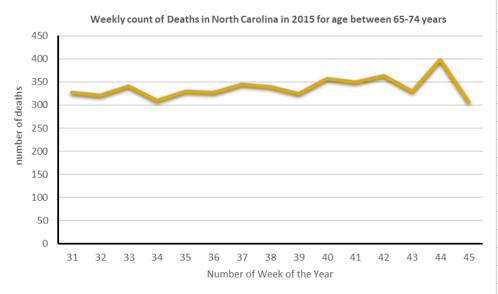 Weekly count of Deaths in North Carolina in 2015 for age between 65-74 years
450
400
350
300
250
200
150
100
50
0
number of deaths
31 32 33 34 35 36 37 38 39 40 41 42 43 44 45
Number of Week of the Year